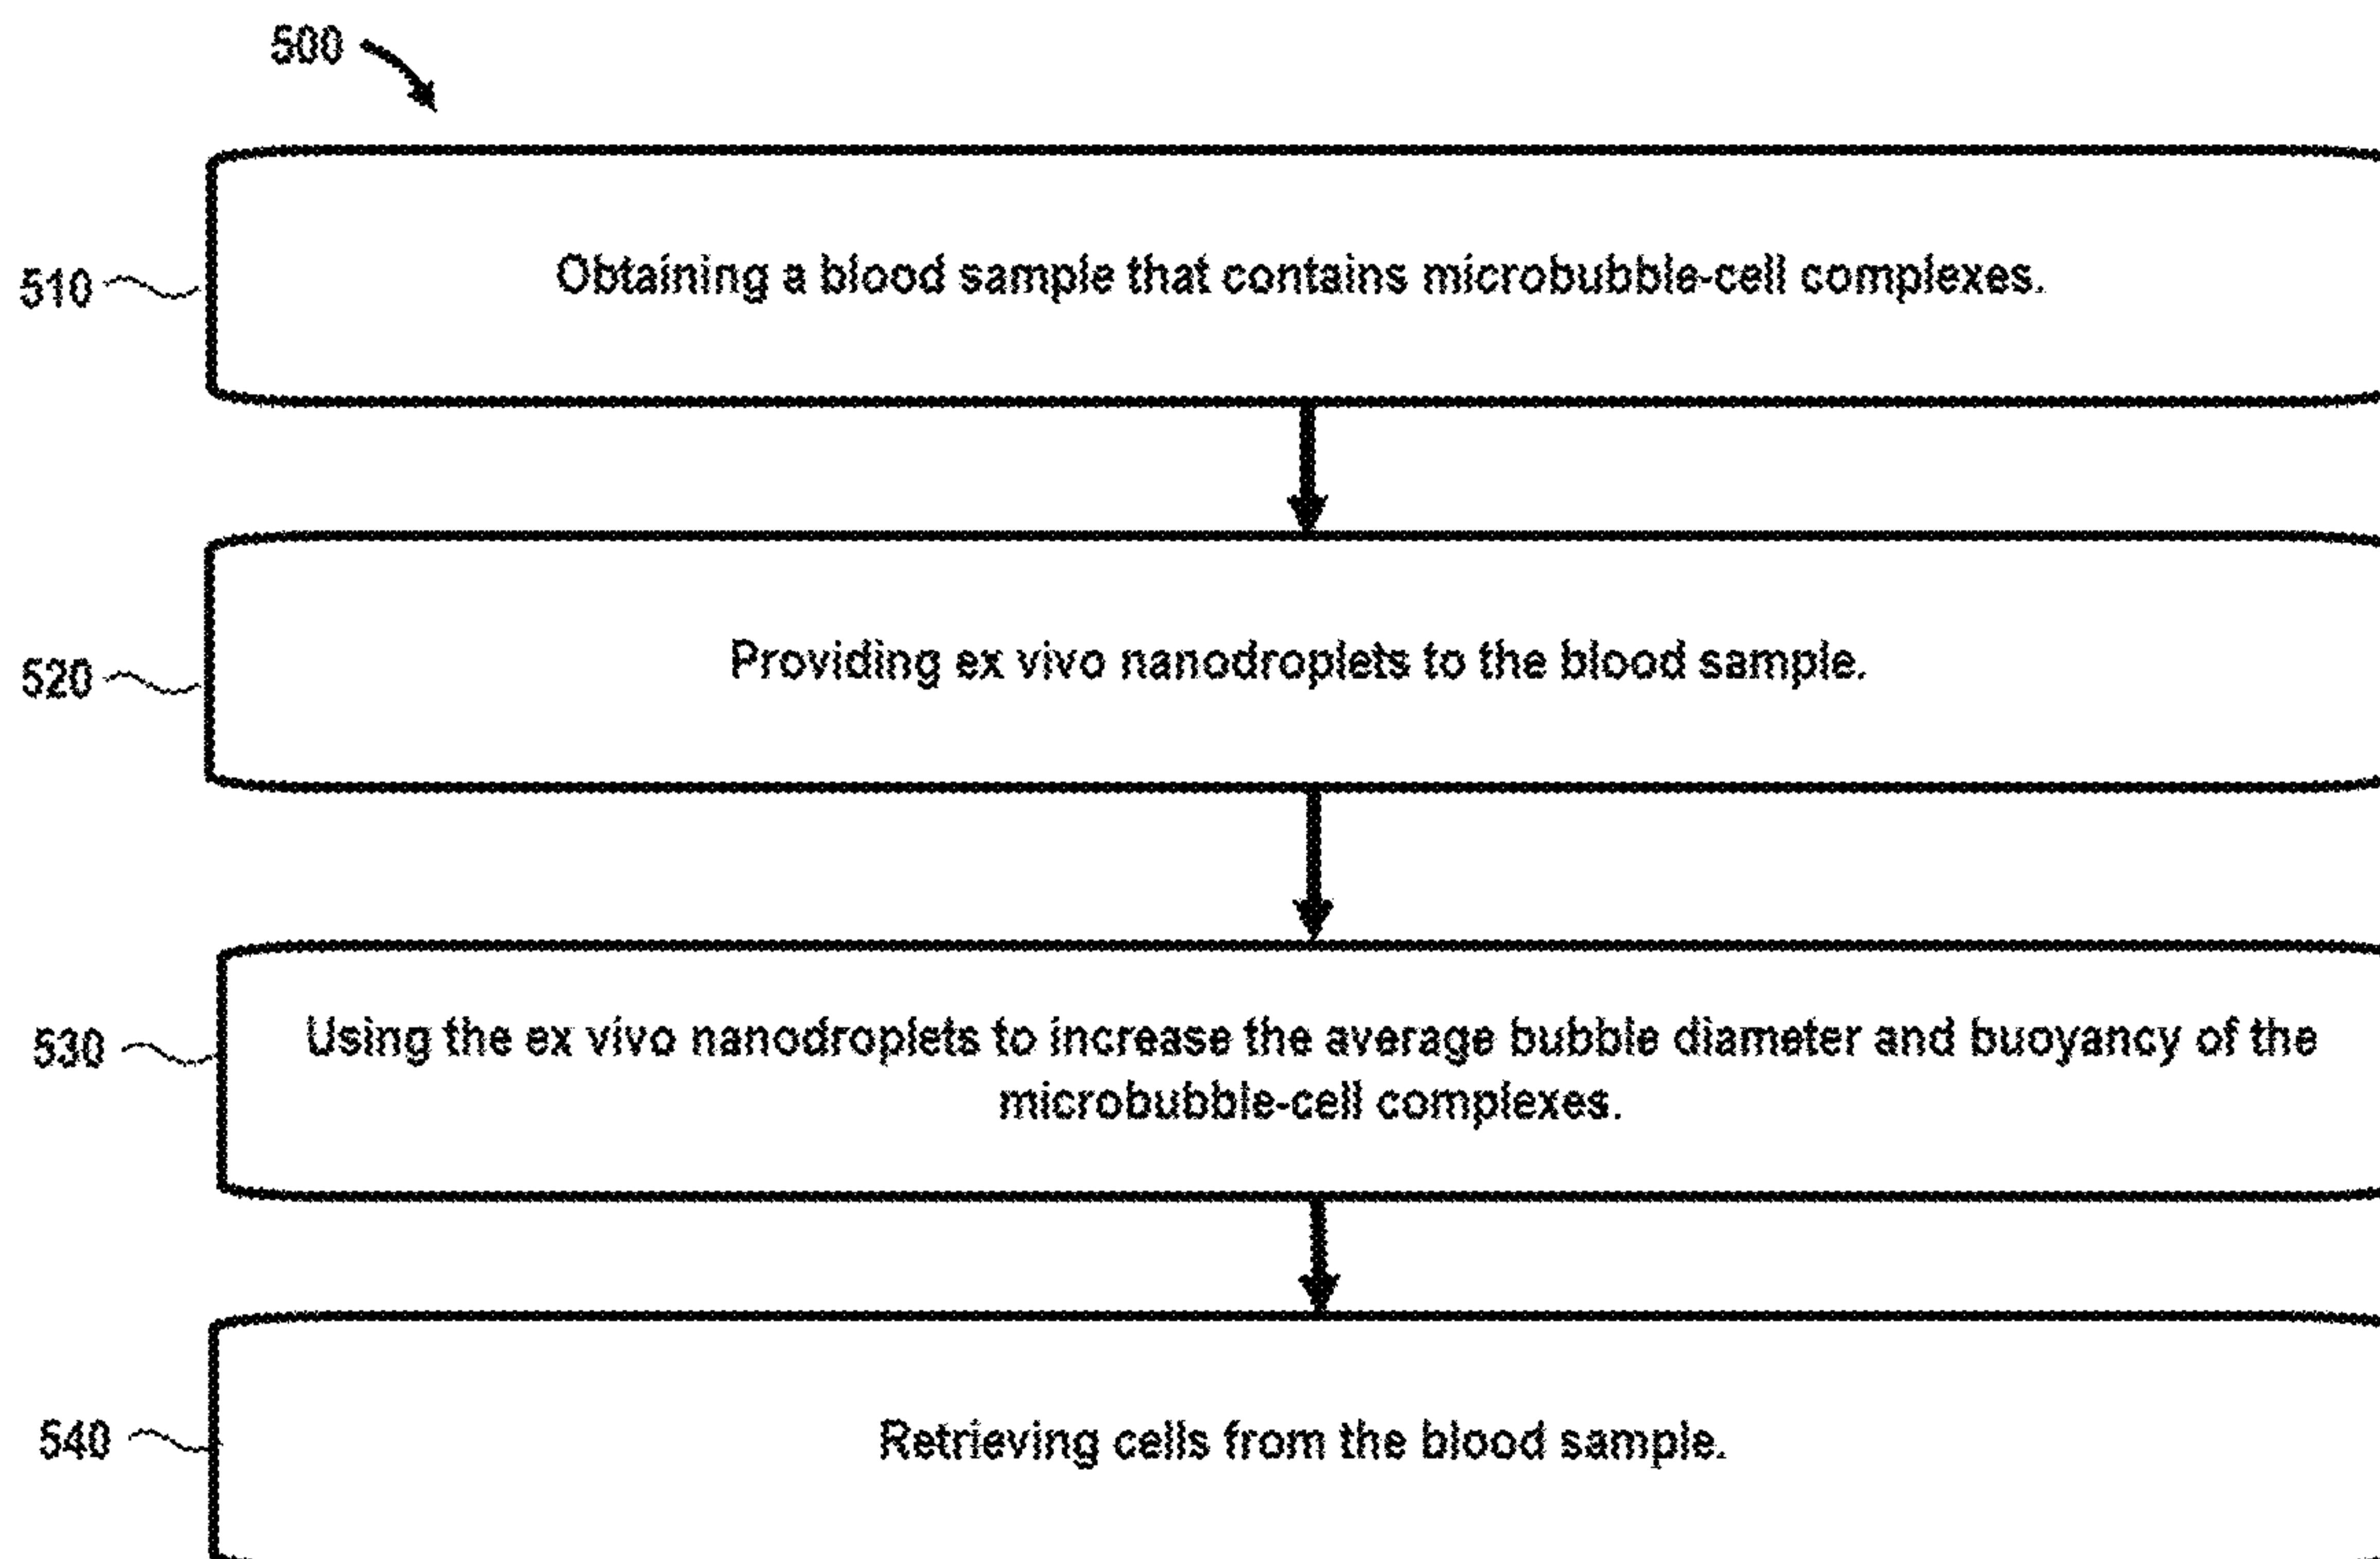 500
510
Obtaining a blood sample that contains microbubble-cell complexes.
520
Providing ex vivo nanodroplets to the blood sample.
530
Using the ex vivo nanodroplets to increase the average bubble diameter and buoyancy of the
microbubble-cell complexes.
540
Retrieving cells from the blood sample.